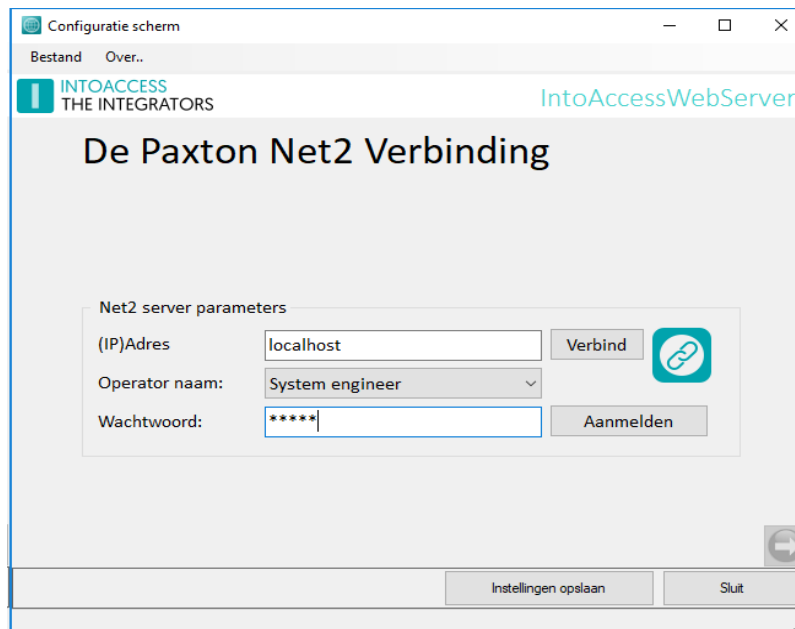 Configuratie scherm
Bestand Over..
INTOACCESS
THE INTEGRATORS
IntoAccessWebServer
De Paxton Net2 Verbinding
Net2 server parameters
(IP)Adres localhost Verbind
Operator naam: System engineer
Wachtwoord: ***** Aanmelden
Instellingen opslaan Sluit